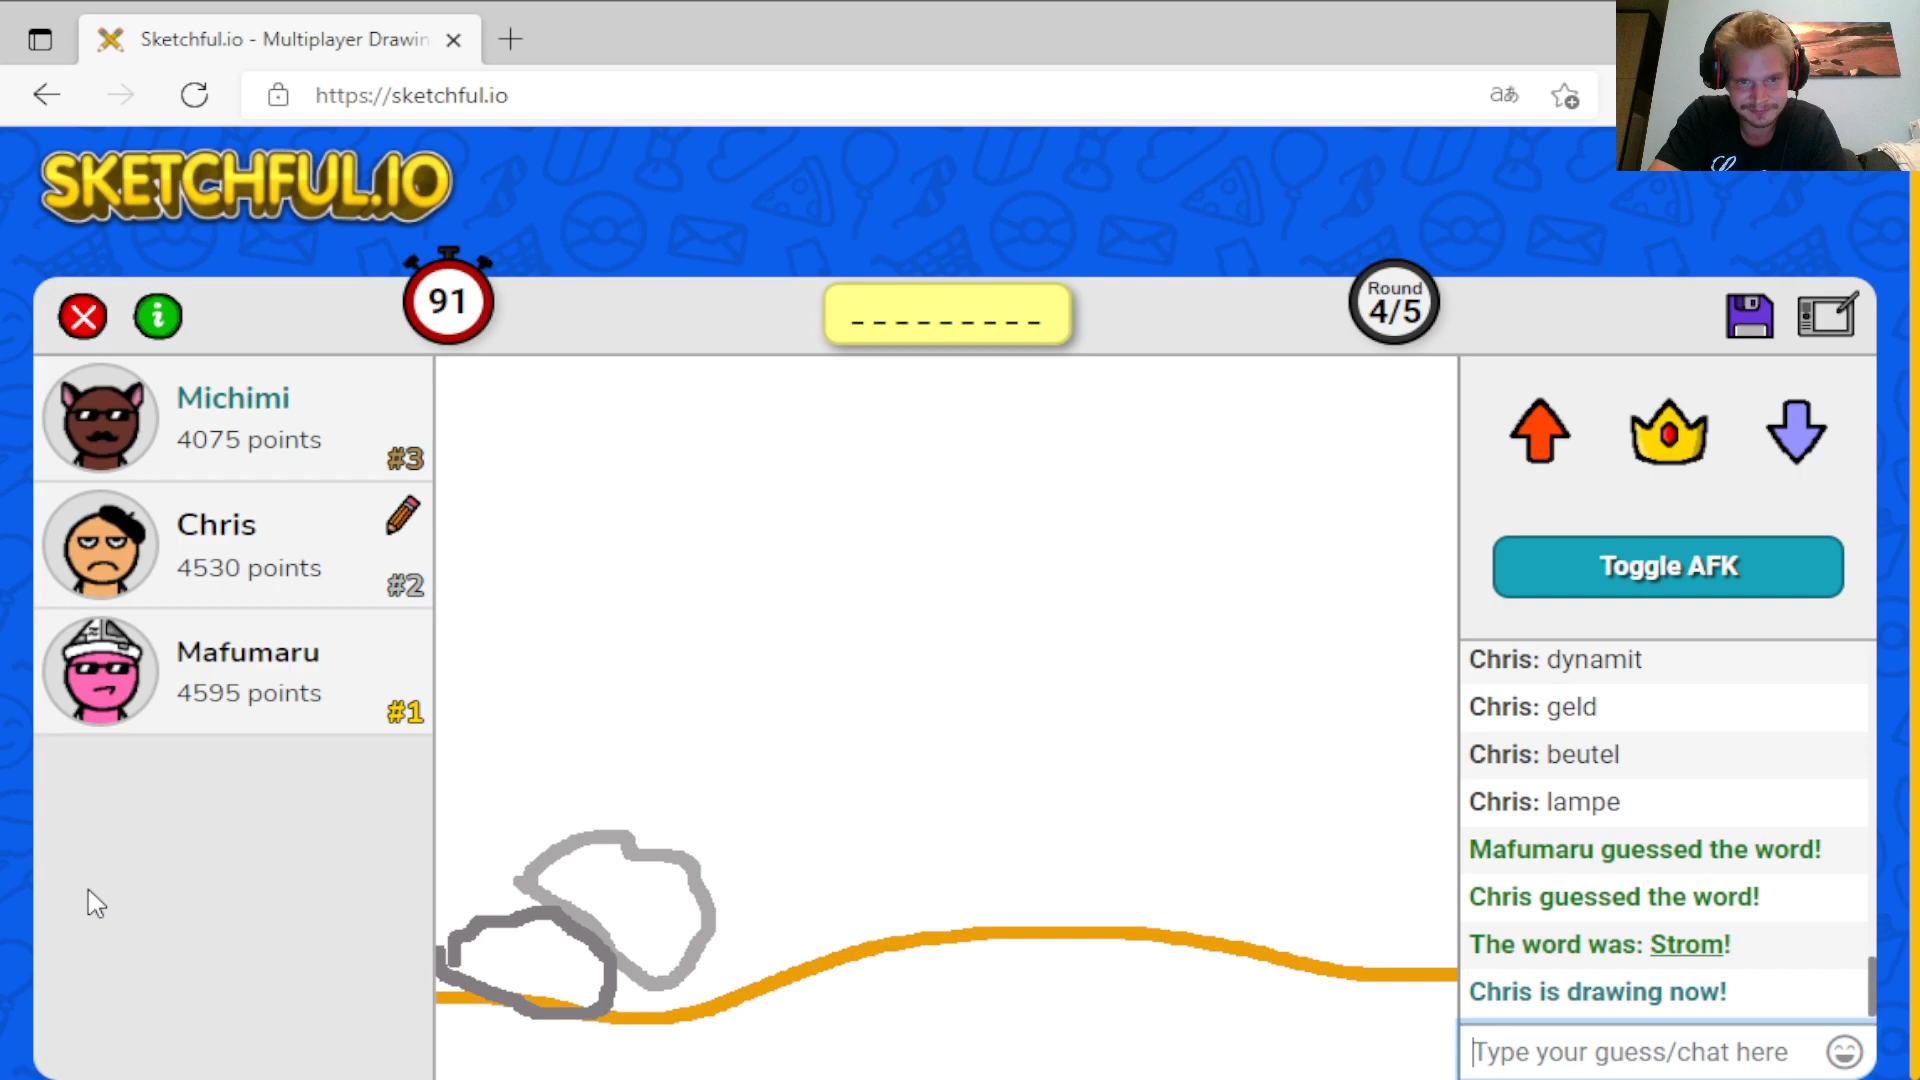 Sketchful.io - Multiplayer Drawin
https://sketchful.io
aあ
SKETCHFUL.IO
91
_ _ _ _ _ _ _ _ _
Round
4/5
Michimi
4075 points
#3
Chris
4530 points
#2
Mafumaru
4595 points
#1
Toggle AFK
Chris: dynamit
Chris: geld
Chris: beutel
Chris: lampe
Mafumaru guessed the word!
Chris guessed the word!
The word was: Strom!
Chris is drawing now!
Type your guess/chat here